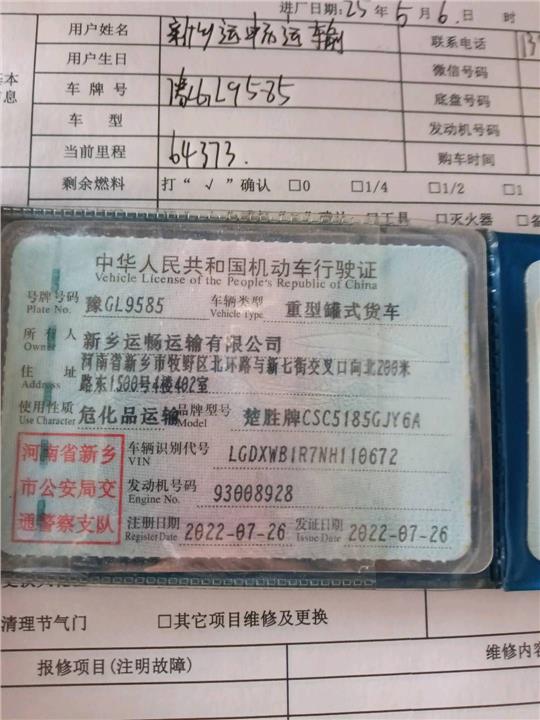 进厂日期:25年5月6日 时
用户姓名 新乡运畅运输 联系电话
用户生日 微信号码
车牌号 豫GL9585 底盘号码
车 型 发动机号码
当前里程 64373. 购车时间
剩余燃料 打“√”确认 □0 □1/4 □1/2 □1
□工具 □灭火器
中华人民共和国机动车行驶证
Vehicle License of the People's Republic of China
号牌号码 豫GL9585 车辆类型 重型罐式货车
Plate No. Vehicle Type
所有人 新乡运畅运输有限公司
Owner
住址 河南省新乡市牧野区北环路与新七街交叉口向北200米
Address 路东1500号4楼402室
使用性质 危化品运输 品牌型号 楚胜牌CSC5185GJY6A
Use Character Model
河南省新乡
市公安局交
通警察支队
车辆识别代号 LGDXWB1R7NH110672
VIN
发动机号码 93008928
Engine No.
注册日期 2022-07-26 发证日期 2022-07-26
Register Date Issue Date
清理节气门 □其它项目维修及更换
报修项目(注明故障) 维修内容